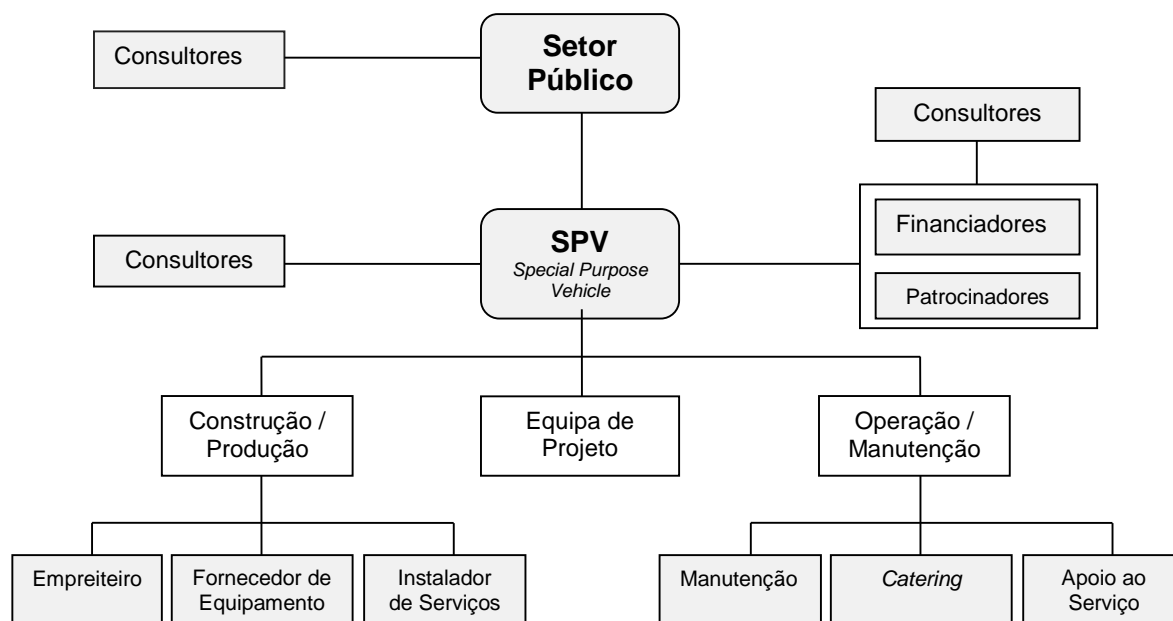 Consultores
Setor
Público
Consultores
Consultores
SPV
Special Purpose
Vehicle
Financiadores
Patrocinadores
Construção /
Produção
Equipa de
Projeto
Operação /
Manutenção
Empreiteiro
Fornecedor de
Equipamento
Instalador
de Serviços
Manutenção
Catering
Apoio ao
Serviço